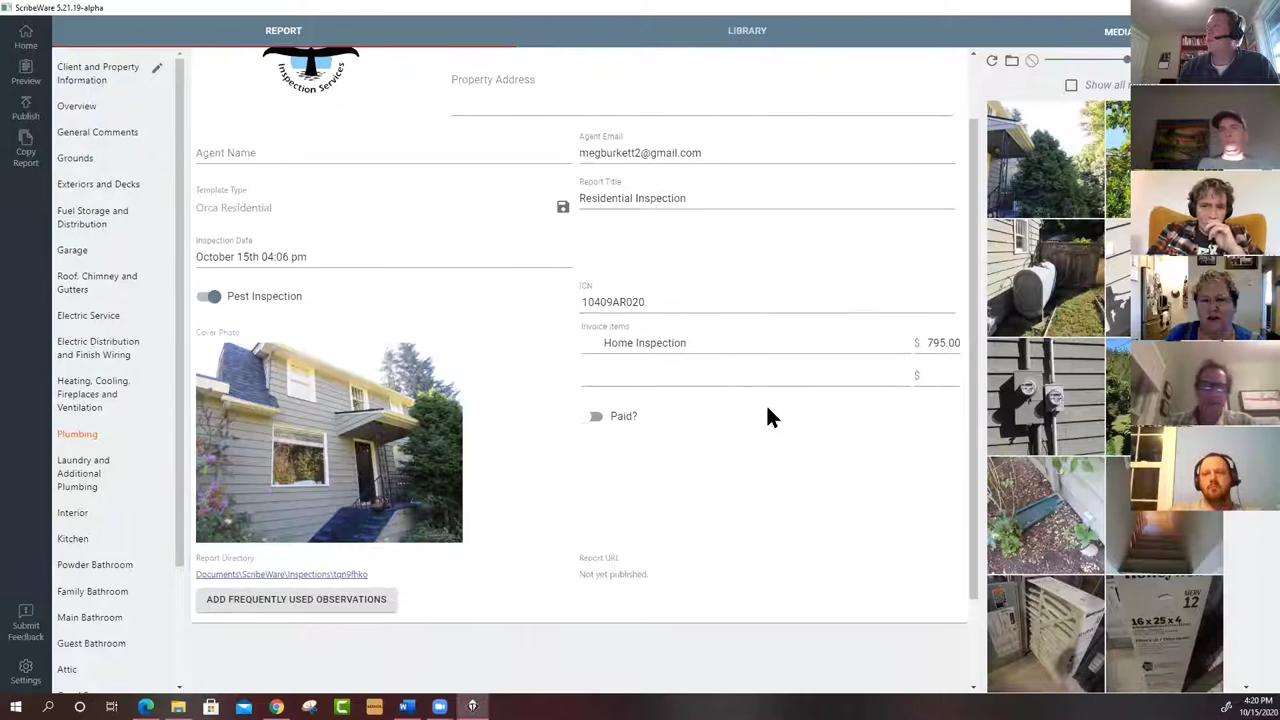 ScribeWare 5.21.19-alpha
REPORT
LIBRARY
MEDIA
Home
Preview
Publish
Copy
Report
Submit
Feedback
Settings
Client and Property
Information
Overview
General Comments
Grounds
Exteriors and Decks
Fuel Storage and
Distribution
Garage
Roof, Chimney and
Gutters
Electric Service
Electric Distribution
and Finish Wiring
Heating, Cooling,
Fireplaces and
Ventilation
Plumbing
Laundry and
Additional
Plumbing
Interior
Kitchen
Powder Bathroom
Family Bathroom
Main Bathroom
Guest Bathroom
Attic
Inspection Services
Property Address
Agent Name
Agent Email
megburkett2@gmail.com
Template Type
Orca Residential
Report Title
Residential Inspection
Inspection Date
October 15th 04:06 pm
Pest Inspection
ICN
10409AR020
Invoice items
Home Inspection
$ 795.00
$
Paid?
Cover Photo
Report Directory
Documents\ScribeWare\Inspections\tqn9fhko
Report URL
Not yet published.
ADD FREQUENTLY USED OBSERVATIONS
Show all
MERV
12
16 x 25 x 4
4:20 PM
10/15/2020